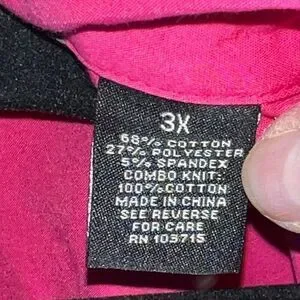 3X
68% COTTON
27% POLYESTER
5% SPANDEX
COMBO KNIT:
100% COTTON
MADE IN CHINA
SEE REVERSE
FOR CARE
RN 103715